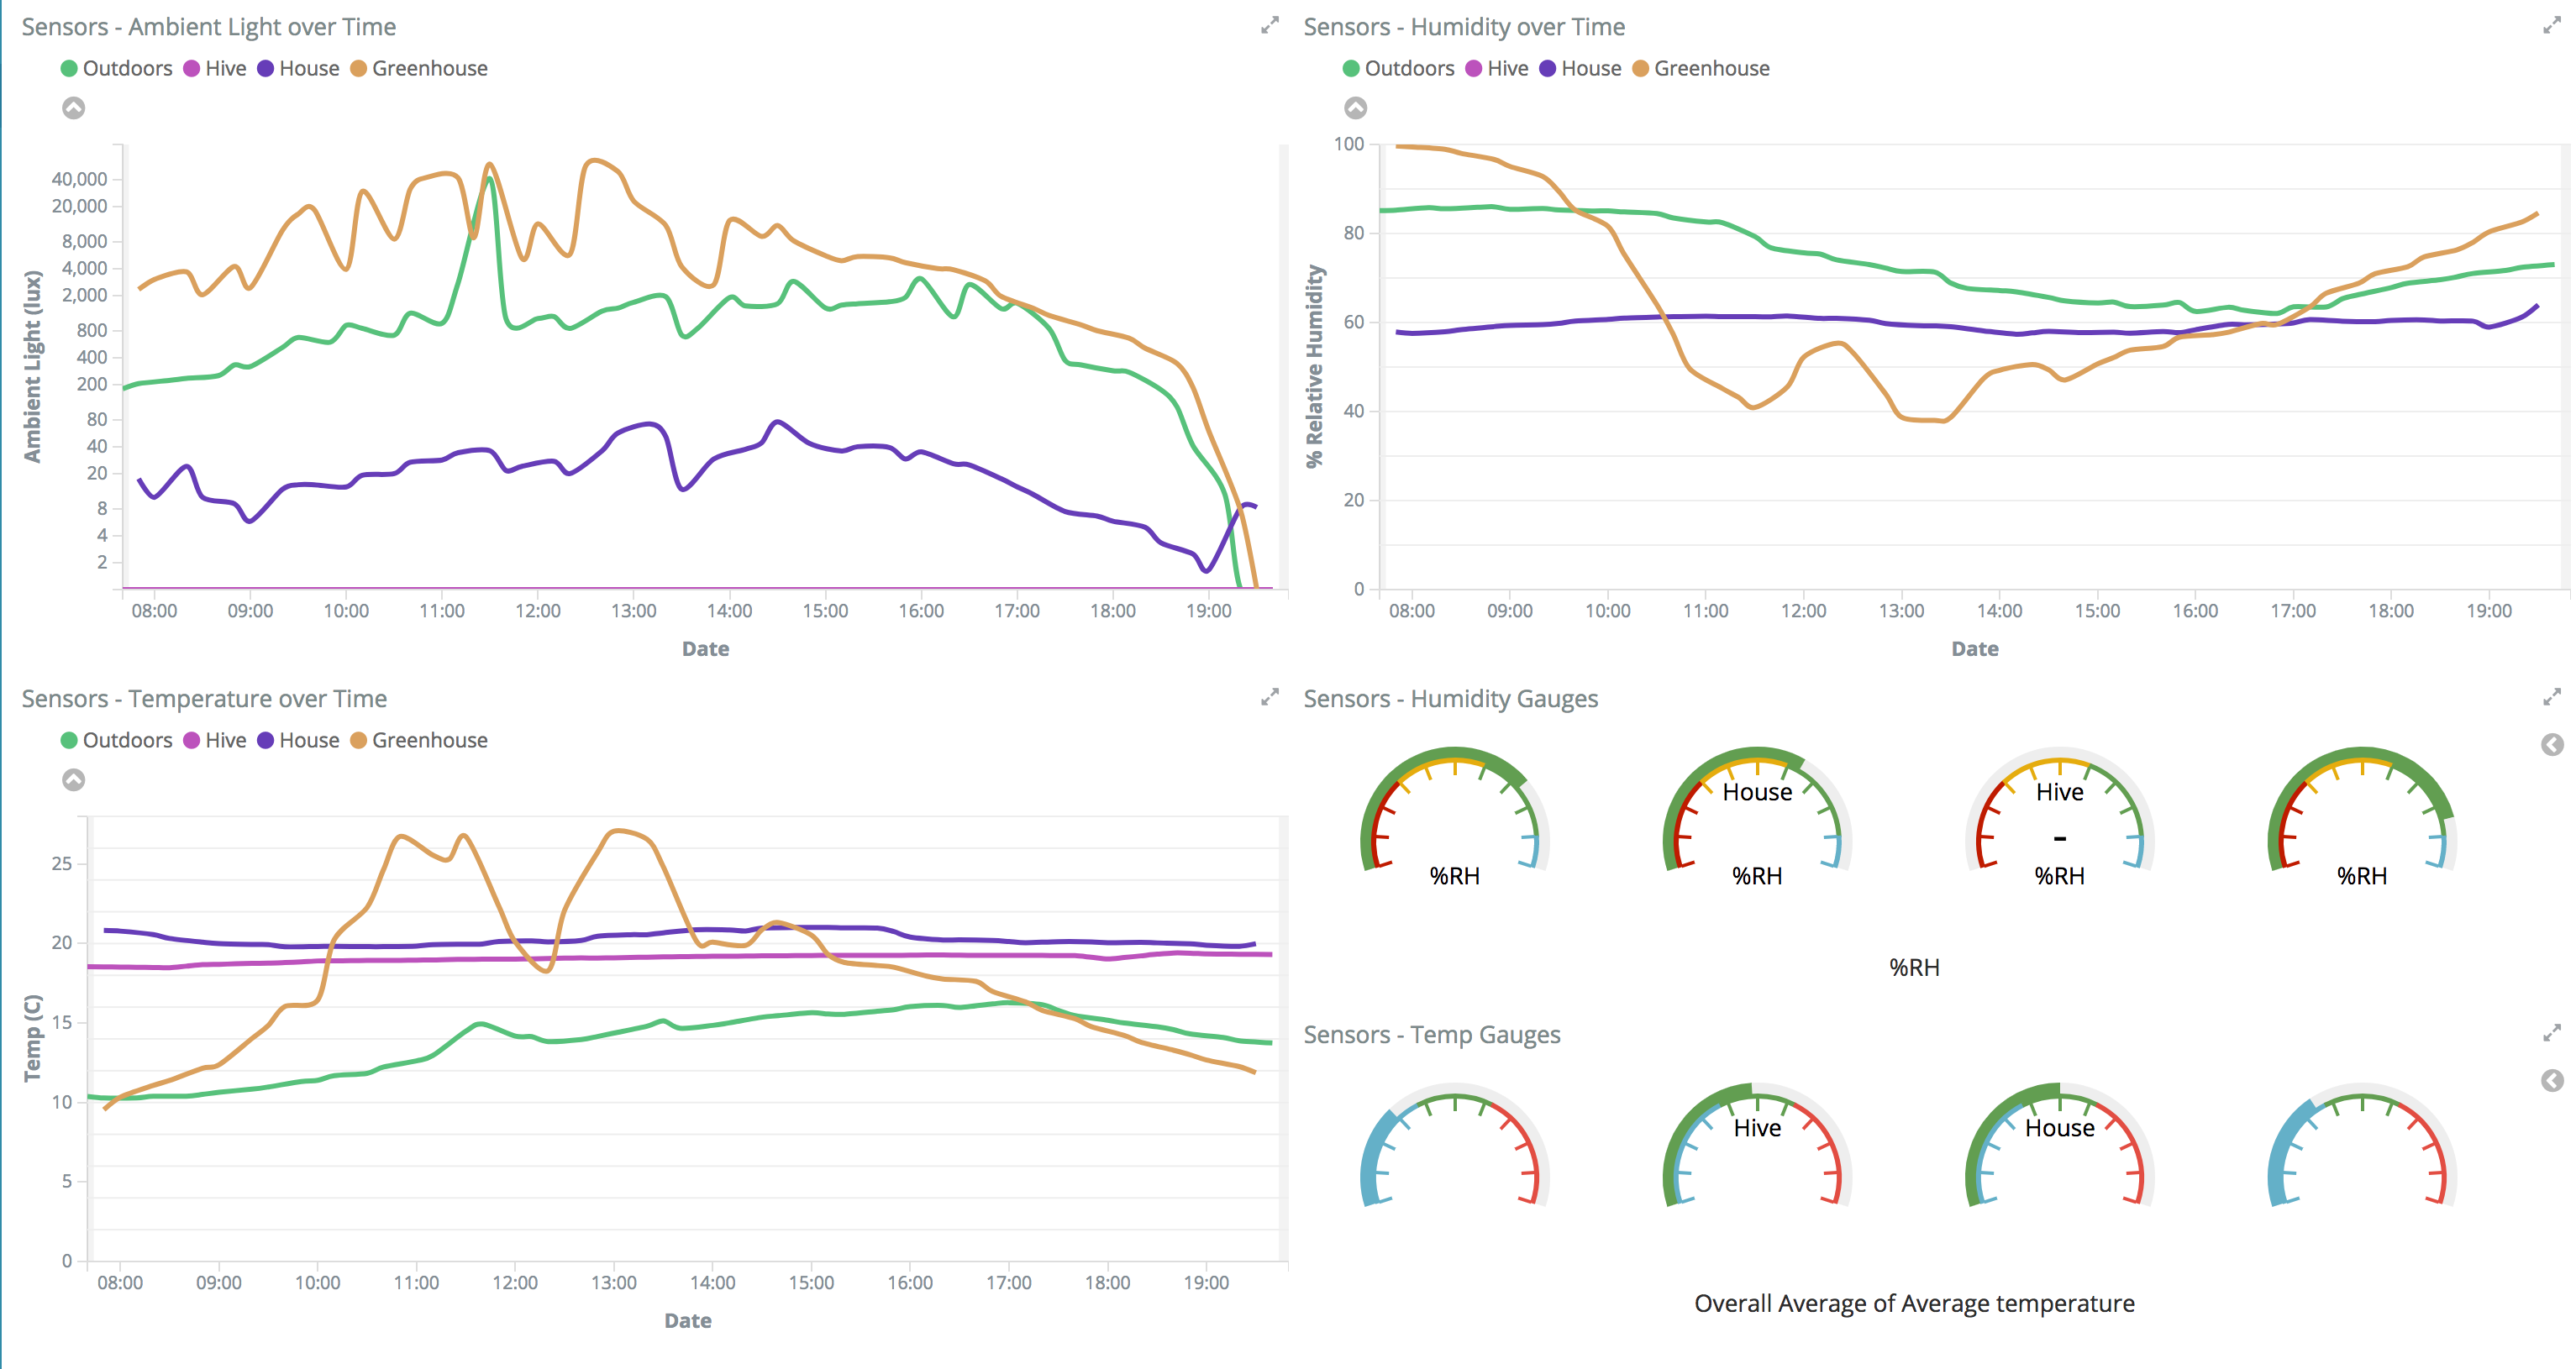 Sensors - Ambient Light over Time
Outdoors Hive House Greenhouse
40,000
20,000
8,000
4,000
2,000
800
400
200
80
40
20
8
4
2
Ambient Light (lux)
08:00 09:00 10:00 11:00 12:00 13:00 14:00 15:00 16:00 17:00 18:00 19:00
Date
Sensors - Humidity over Time
Outdoors Hive House Greenhouse
100
80
60
40
20
0
% Relative Humidity
08:00 09:00 10:00 11:00 12:00 13:00 14:00 15:00 16:00 17:00 18:00 19:00
Date
Sensors - Temperature over Time
Outdoors Hive House Greenhouse
25
20
15
10
5
0
Temp (C)
08:00 09:00 10:00 11:00 12:00 13:00 14:00 15:00 16:00 17:00 18:00 19:00
Date
Sensors - Humidity Gauges
House Hive
-
%RH %RH %RH %RH
%RH
Sensors - Temp Gauges
Hive House
Overall Average of Average temperature